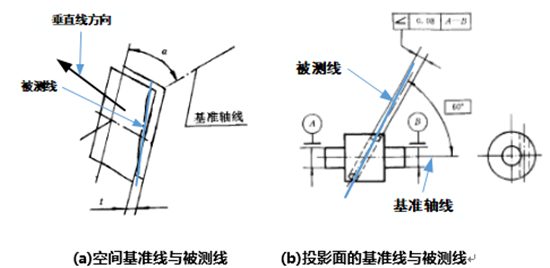 垂直线方向
α
被测线
基准轴线
t
(a)空间基准线与被测线
∠ 0.08 A—B
被测线
60°
A
B
基准轴线
(b)投影面的基准线与被测线